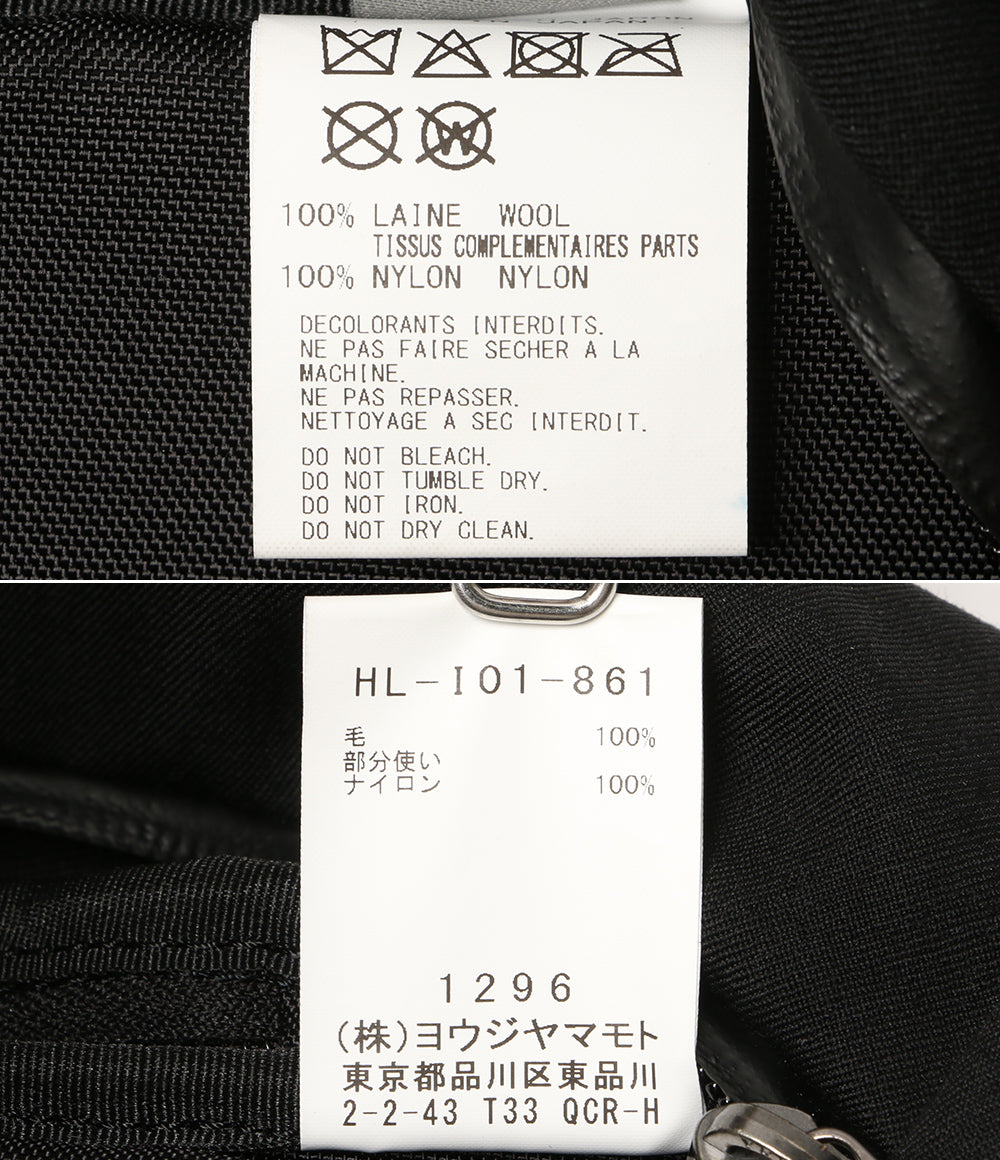 JAPAN
W
100% LAINE WOOL
TISSUS COMPLEMENTAIRES PARTS
100% NYLON NYLON
DECOLORANTS INTERDITS.
NE PAS FAIRE SECHER A LA
MACHINE.
NE PAS REPASSER.
NETTOYAGE A SEC INTERDIT.
DO NOT BLEACH.
DO NOT TUMBLE DRY.
DO NOT IRON.
DO NOT DRY CLEAN.
HL-I01-861
毛 100%
部分使い
ナイロン 100%
1296
(株)ヨウジヤマモト
東京都品川区東品川
2-2-43 T33 QCR-H